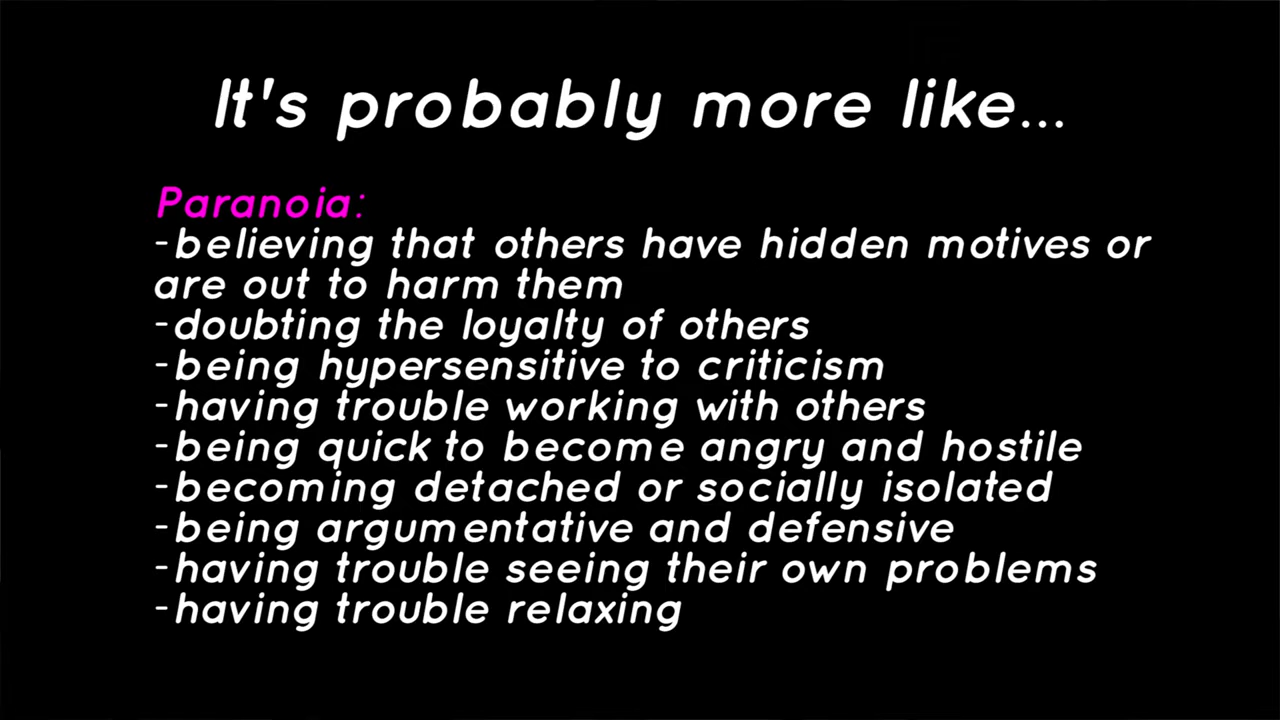 It's probably more like...
Paranoia:
-believing that others have hidden motives or
are out to harm them
-doubting the loyalty of others
-being hypersensitive to criticism
-having trouble working with others
-being quick to become angry and hostile
-becoming detached or socially isolated
-being argumentative and defensive
-having trouble seeing their own problems
-having trouble relaxing